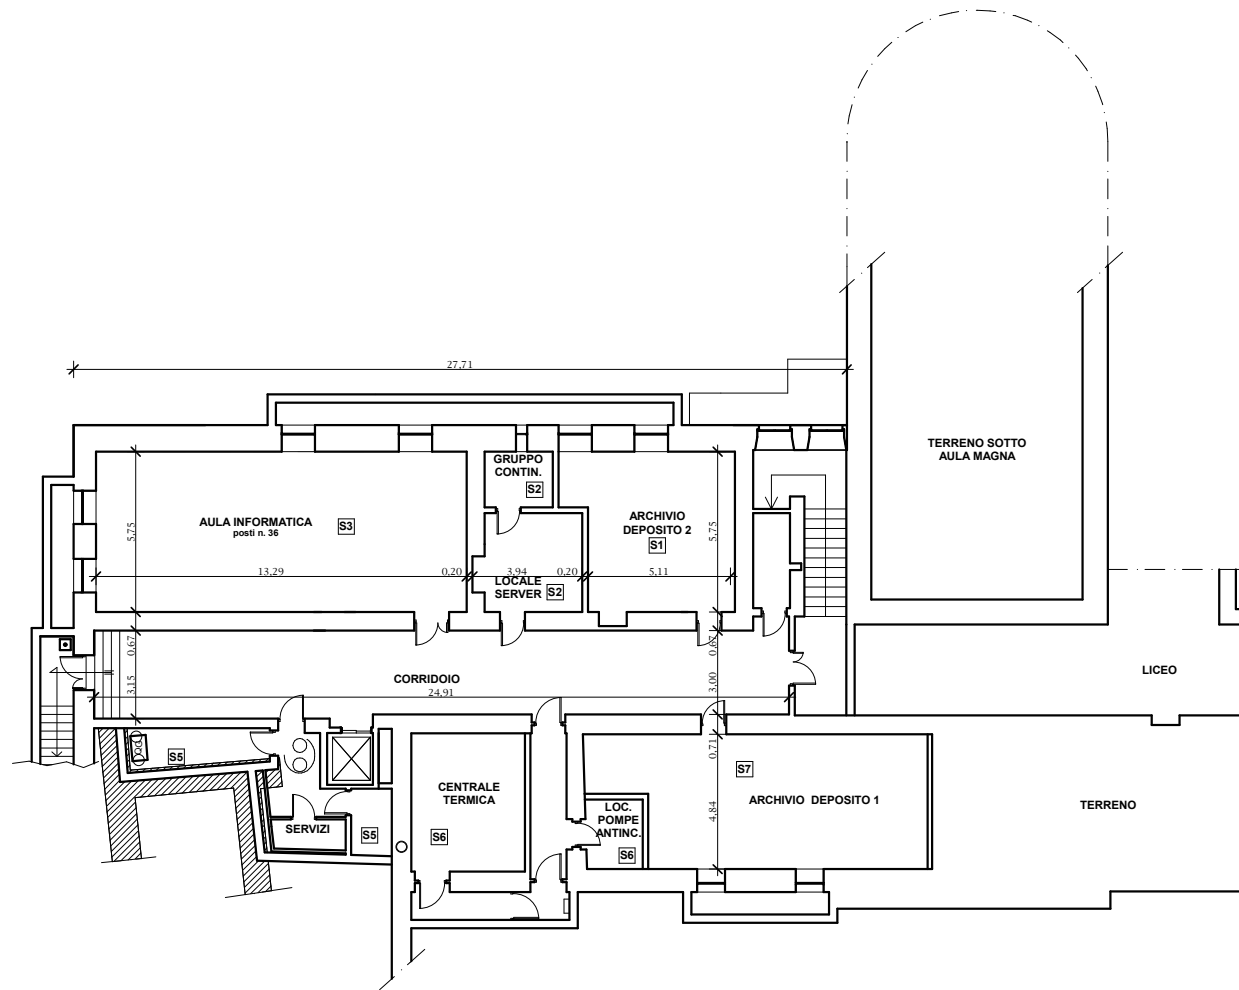 27,71
TERRENO SOTTO
AULA MAGNA
GRUPPO
CONTIN.
S2
AULA INFORMATICA
posti n. 36
S3
ARCHIVIO
DEPOSITO 2
S1
5,75
5,75
13,29
0,20
3,94
0,20
5,11
LOCALE
SERVER
S2
0,67
0,67
3,15
3,00
CORRIDOIO
24,91
LICEO
S5
0,71
S7
CENTRALE
TERMICA
ARCHIVIO DEPOSITO 1
TERRENO
LOC.
POMPE
ANTINC.
4,84
SERVIZI
S5
S6
S6